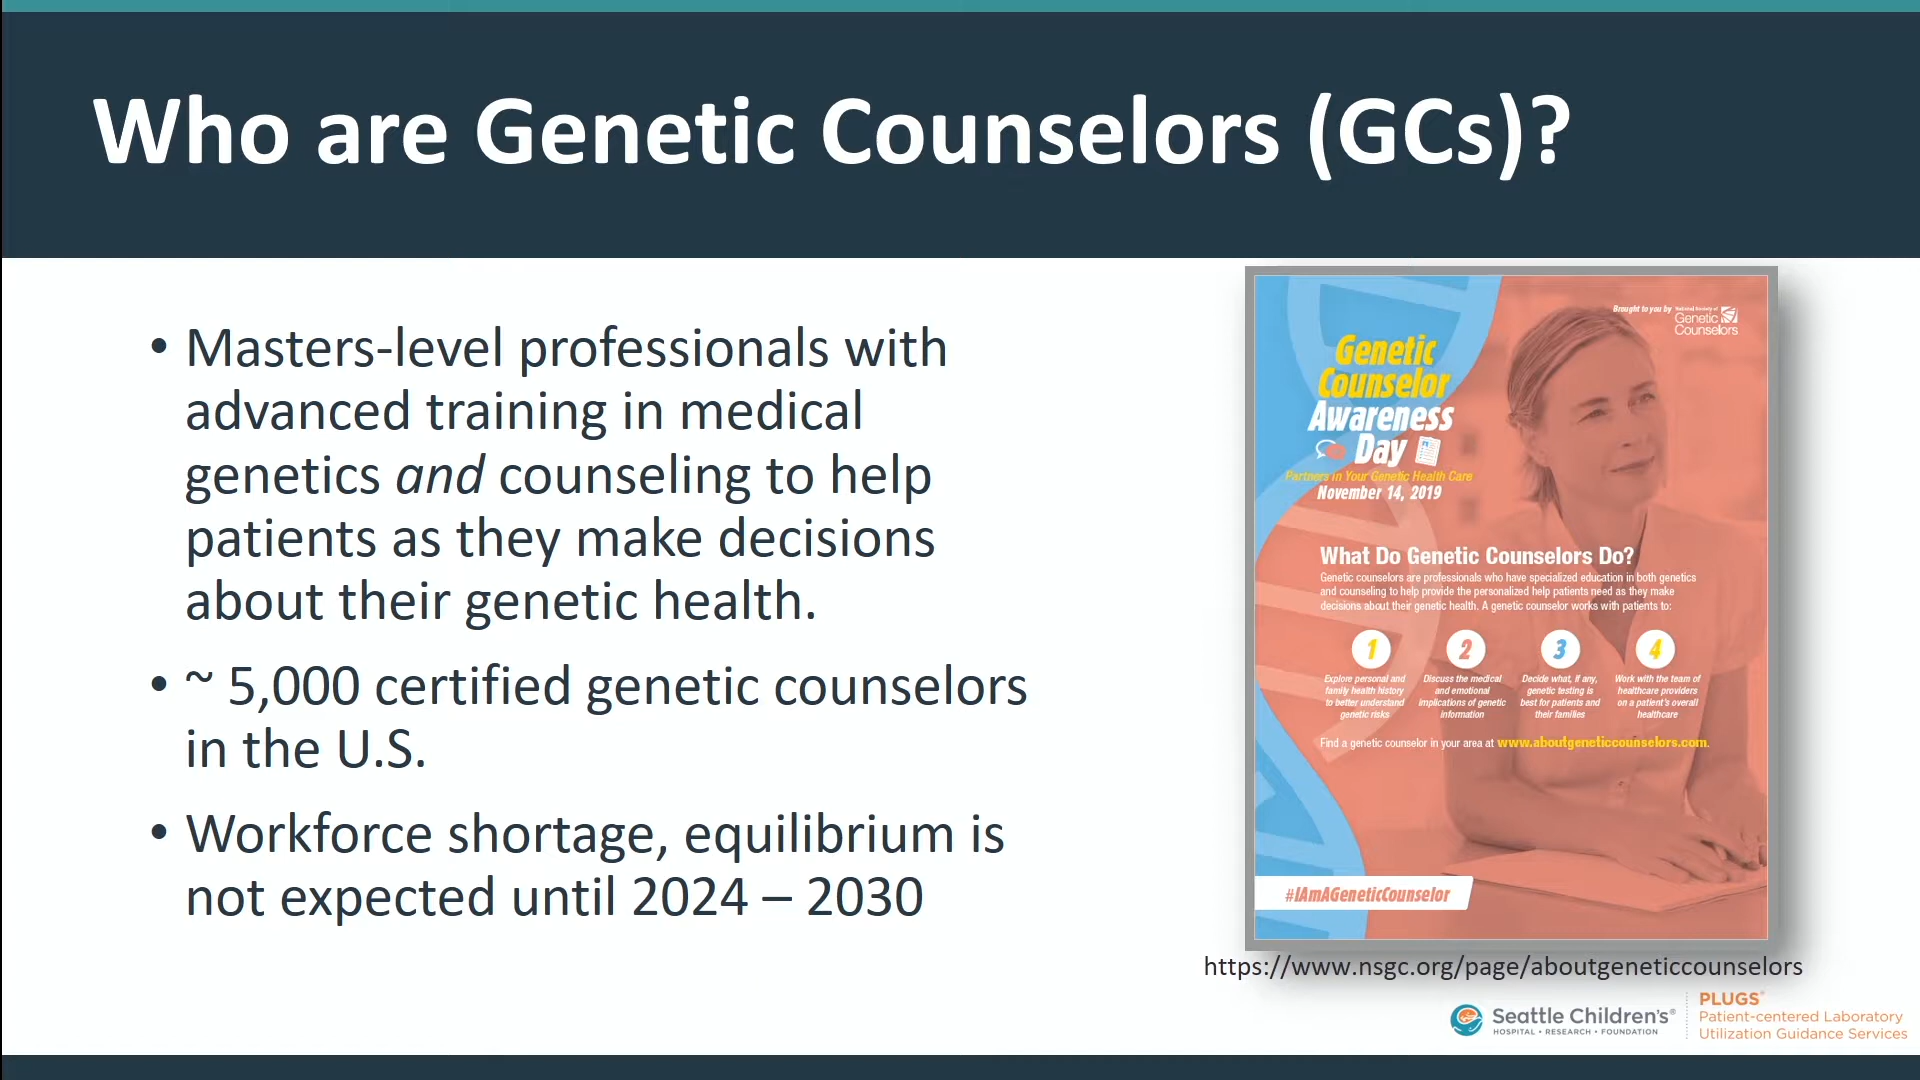 Who are Genetic Counselors (GCs)?
• Masters-level professionals with
advanced training in medical
genetics and counseling to help
patients as they make decisions
about their genetic health.
• ~ 5,000 certified genetic counselors
in the U.S.
• Workforce shortage, equilibrium is
not expected until 2024 – 2030
Brought to you by
National Society of
Genetic
Counselors
Genetic
Counselor
Awareness
Day
Partners in Your Genetic Health Care
November 14, 2019
What Do Genetic Counselors Do?
Genetic counselors are professionals who have specialized education in both genetics
and counseling to help provide the personalized help patients need as they make
decisions about their genetic health. A genetic counselor works with patients to:
1
Explore personal and
family health history
to better understand
genetic risks
2
Discuss the medical
and emotional
implications of genetic
information
3
Decide what, if any,
genetic testing is
best for patients and
their families
4
Work with the team of
healthcare providers
on a patient's overall
healthcare
Find a genetic counselor in your area at www.aboutgeneticcounselors.com.
#IAmAGeneticCounselor
https://www.nsgc.org/page/aboutgeneticcounselors
Seattle Children's®
HOSPITAL • RESEARCH • FOUNDATION
PLUGS®
Patient-centered Laboratory
Utilization Guidance Services